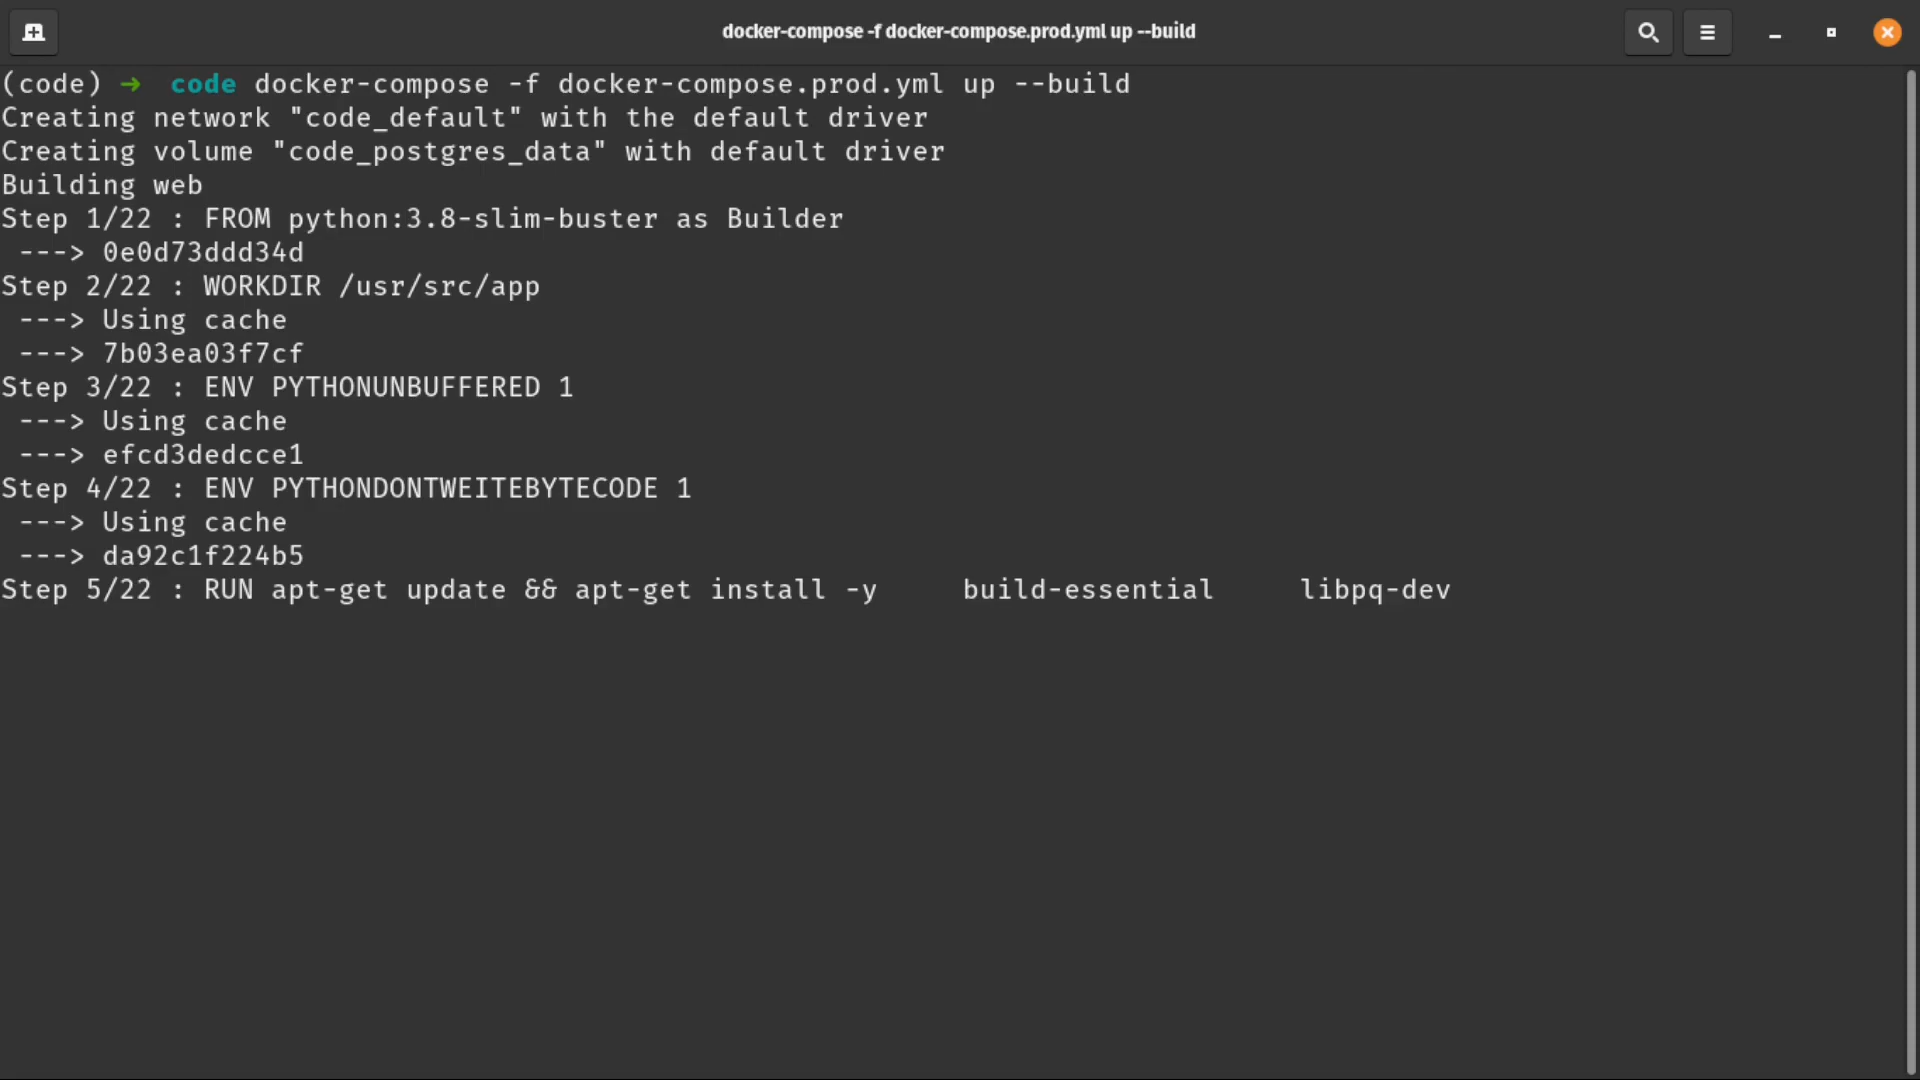 docker-compose -f docker-compose.prod.yml up --build
(code) ➜ code docker-compose -f docker-compose.prod.yml up --build
Creating network "code_default" with the default driver
Creating volume "code_postgres_data" with default driver
Building web
Step 1/22 : FROM python:3.8-slim-buster as Builder
 ---> 0e0d73ddd34d
Step 2/22 : WORKDIR /usr/src/app
 ---> Using cache
 ---> 7b03ea03f7cf
Step 3/22 : ENV PYTHONUNBUFFERED 1
 ---> Using cache
 ---> efcd3dedcce1
Step 4/22 : ENV PYTHONDONTWEITEBYTECODE 1
 ---> Using cache
 ---> da92c1f224b5
Step 5/22 : RUN apt-get update && apt-get install -y     build-essential     libpq-dev